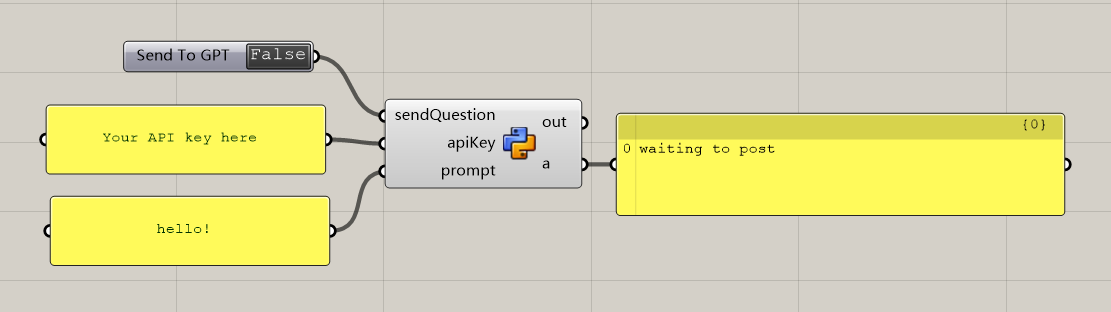 Send To GPT False
Your API key here
hello!
sendQuestion
apiKey
prompt
out
a
{0}
0 waiting to post